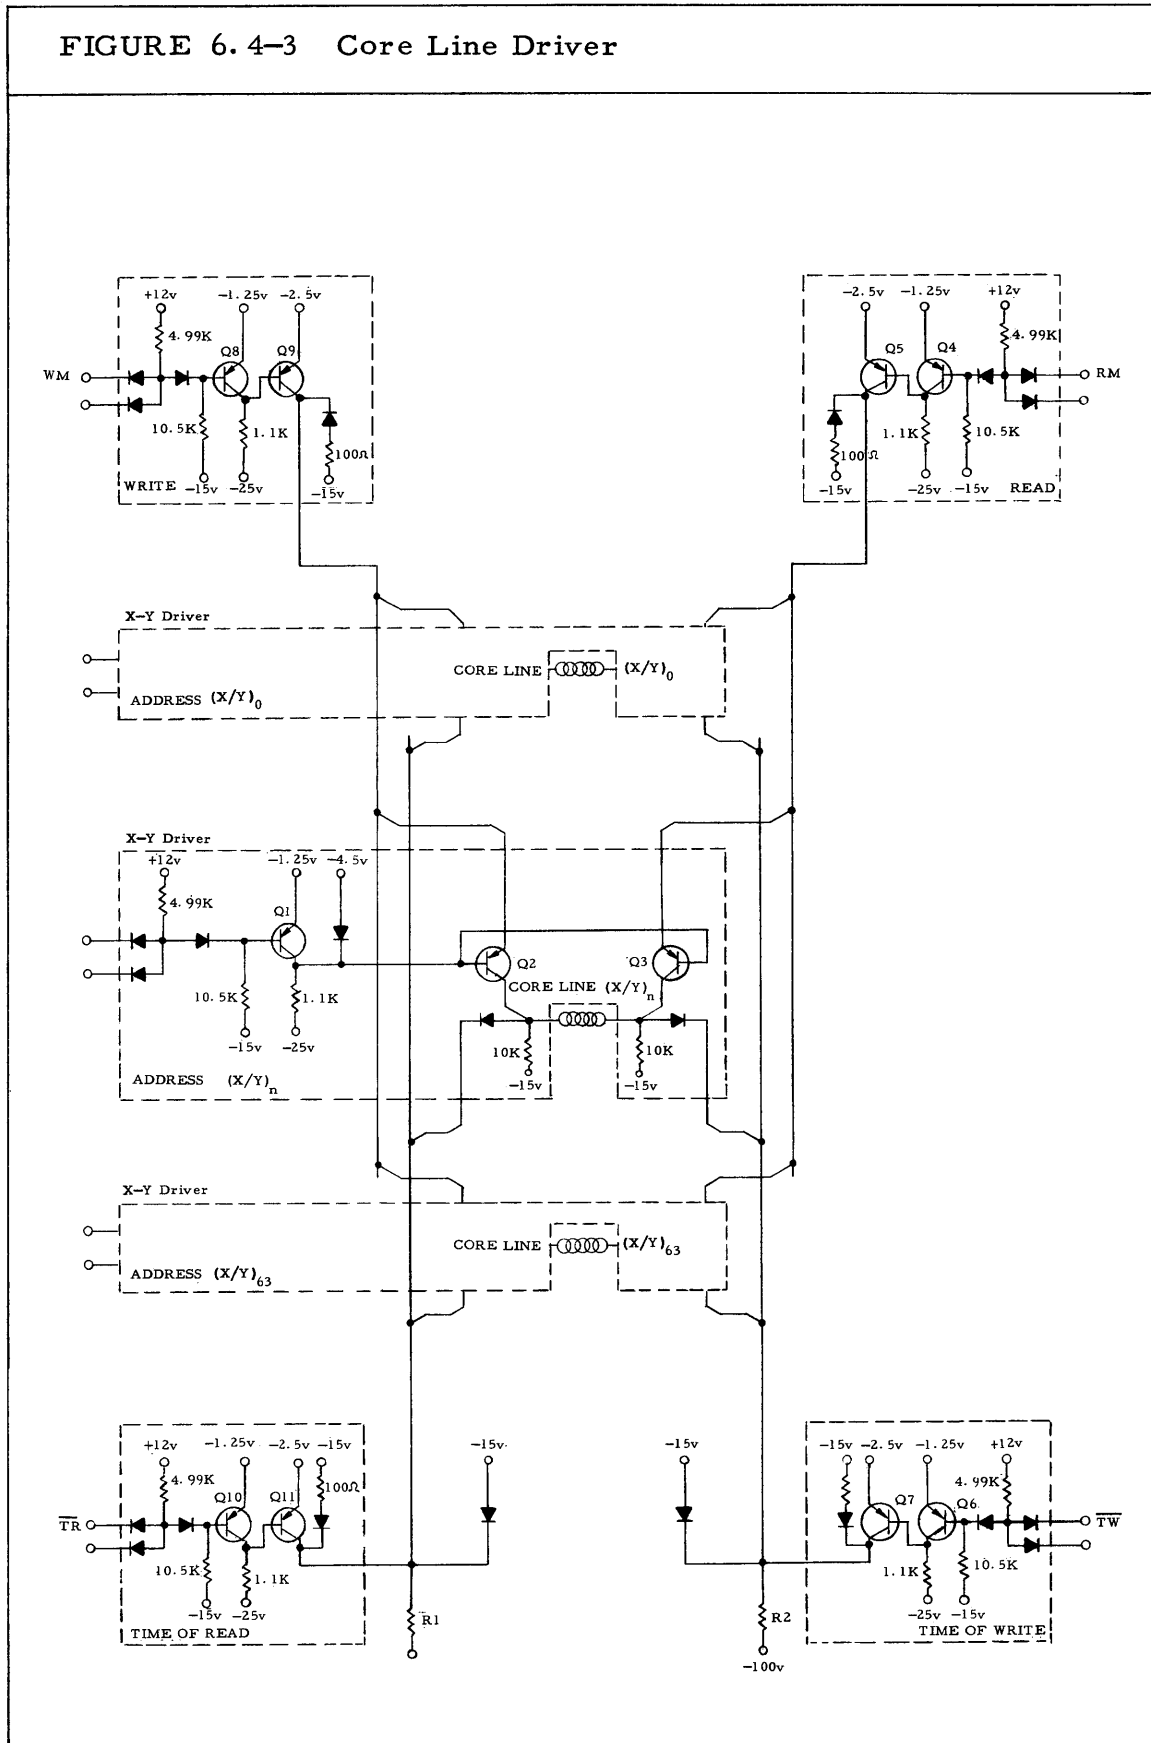 FIGURE 6.4-3 Core Line Driver
+12v -1.25v -2.5v
4.99K
Q8 Q9
WM
10.5K
1.1K
100Ω
WRITE -15v -25v -15v
-2.5v -1.25v +12v
4.99K
Q5 Q4
RM
1.1K
10.5K
100Ω
-15v -25v -15v READ
X-Y Driver
CORE LINE (X/Y)0
ADDRESS (X/Y)0
X-Y Driver
+12v -1.25v -4.5v
4.99K
Q1
Q2 Q3
CORE LINE (X/Y)n
10.5K 1.1K
-15v -25v
10K 10K
-15v -15v
ADDRESS (X/Y)n
X-Y Driver
CORE LINE (X/Y)63
ADDRESS (X/Y)63
+12v -1.25v -2.5v -15v
4.99K
100Ω
Q10 Q11
TR
10.5K
1.1K
-15v -25v
TIME OF READ
-15v
R1
-15v
R2
-100v
-15v -2.5v -1.25v +12v
4.99K
Q7 Q6
TW
1.1K 10.5K
-25v -15v
TIME OF WRITE